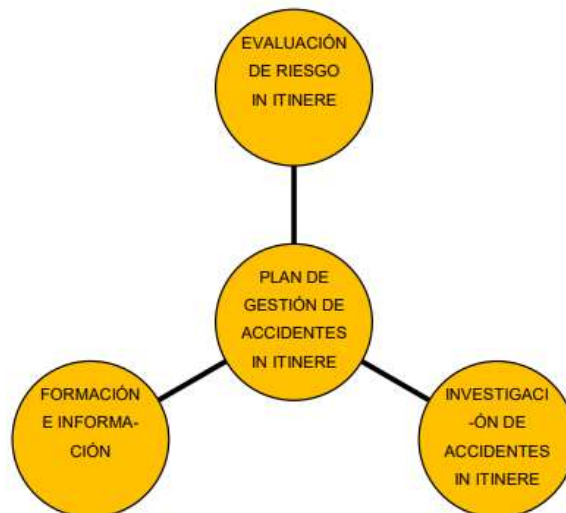 EVALUACIÓN
DE RIESGO
IN ITINERE
PLAN DE
GESTIÓN DE
ACCIDENTES
IN ITINERE
FORMACIÓN
E INFORMA-
CIÓN
INVESTIGACI
-ÓN DE
ACCIDENTES
IN ITINERE